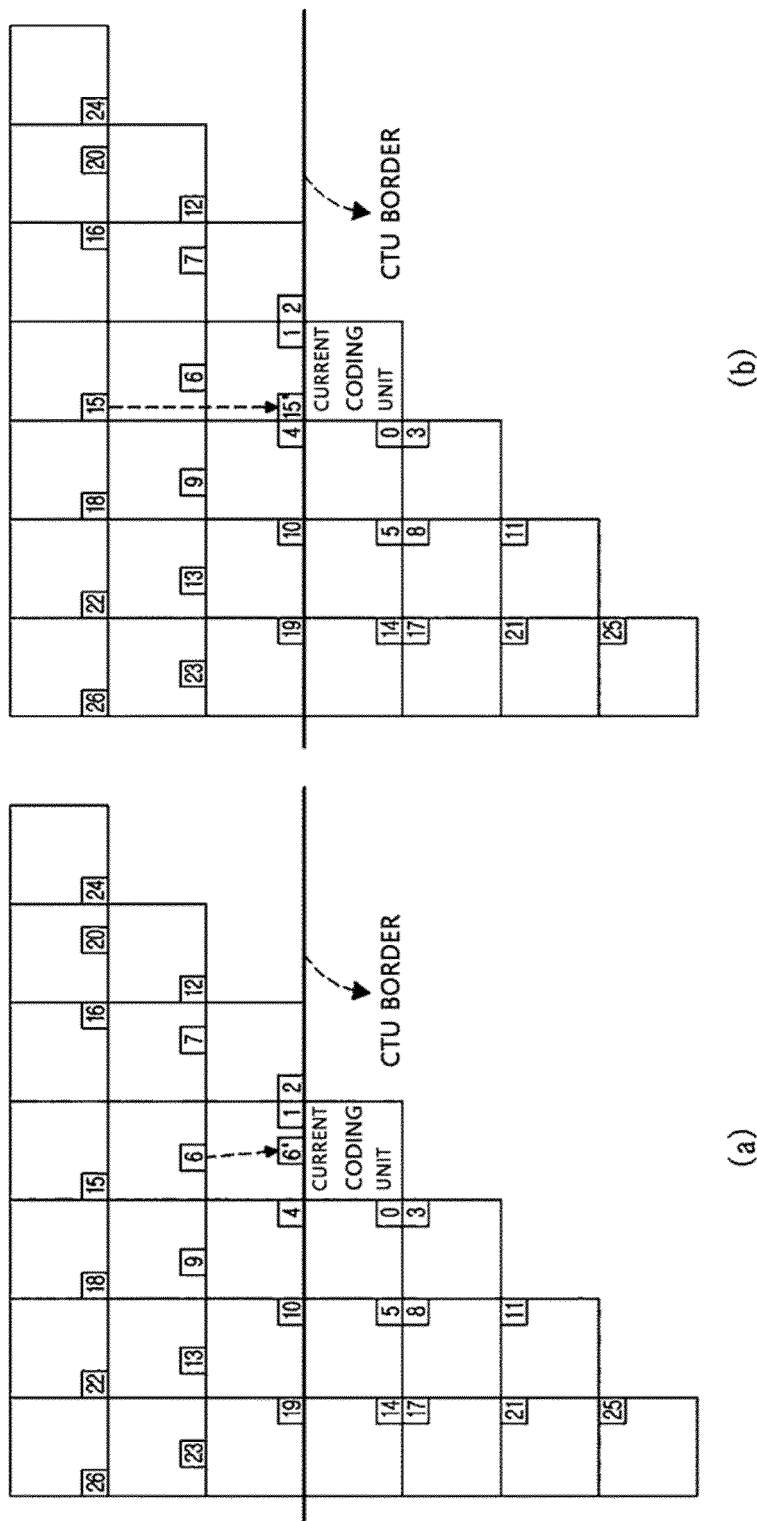 26 22 18 15 16 20 24
23 13 9 6 7 12
19 10 4 6' 1 2
CURRENT
CODING
UNIT
14 5 0
17 8 3
21 11
25
CTU BORDER
(a)
26 22 18 15 16 20 24
23 13 9 6 7 12
19 10 4 15' 1 2
CURRENT
CODING
UNIT
14 5 0
17 8 3
21 11
25
CTU BORDER
(b)